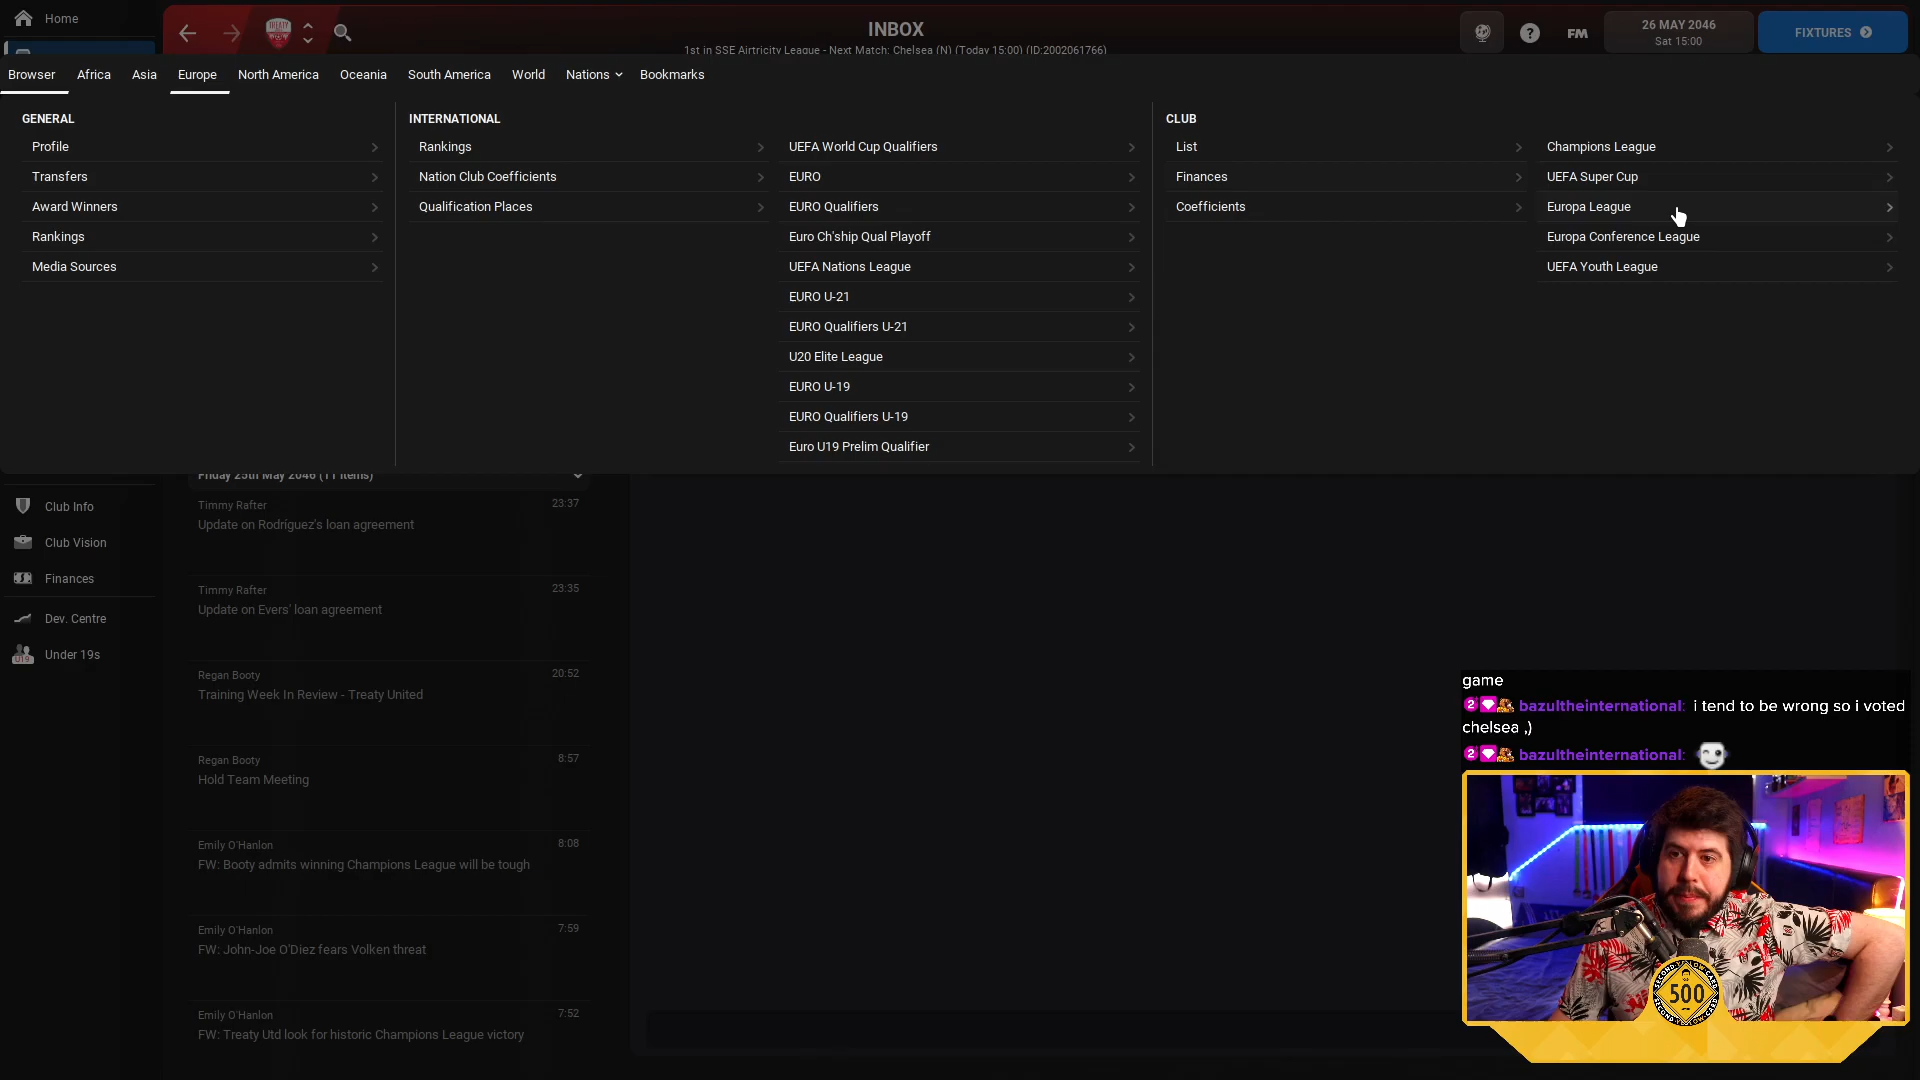 Home
INBOX
1st in SSE Airtricity League - Next Match: Chelsea (N) (Today 15:00) (ID:2002061766)
FM
26 MAY 2046
Sat 15:00
FIXTURES
Browser Africa Asia Europe North America Oceania South America World Nations Bookmarks
GENERAL
Profile
Transfers
Award Winners
Rankings
Media Sources
INTERNATIONAL
Rankings
Nation Club Coefficients
Qualification Places
UEFA World Cup Qualifiers
EURO
EURO Qualifiers
Euro Ch'ship Qual Playoff
UEFA Nations League
EURO U-21
EURO Qualifiers U-21
U20 Elite League
EURO U-19
EURO Qualifiers U-19
Euro U19 Prelim Qualifier
CLUB
List
Finances
Coefficients
Champions League
UEFA Super Cup
Europa League
Europa Conference League
UEFA Youth League
Club Info
Club Vision
Finances
Dev. Centre
Under 19s
Friday 25th May 2046 (11 items)
Timmy Rafter 23:37
Update on Rodríguez's loan agreement
Timmy Rafter 23:35
Update on Evers' loan agreement
Regan Booty 20:52
Training Week In Review - Treaty United
Regan Booty 8:57
Hold Team Meeting
Emily O'Hanlon 8:08
FW: Booty admits winning Champions League will be tough
Emily O'Hanlon 7:59
FW: John-Joe O'Diez fears Volken threat
Emily O'Hanlon 7:52
FW: Treaty Utd look for historic Champions League victory
game
bazultheinternational: i tend to be wrong so i voted
chelsea ,)
bazultheinternational:
500